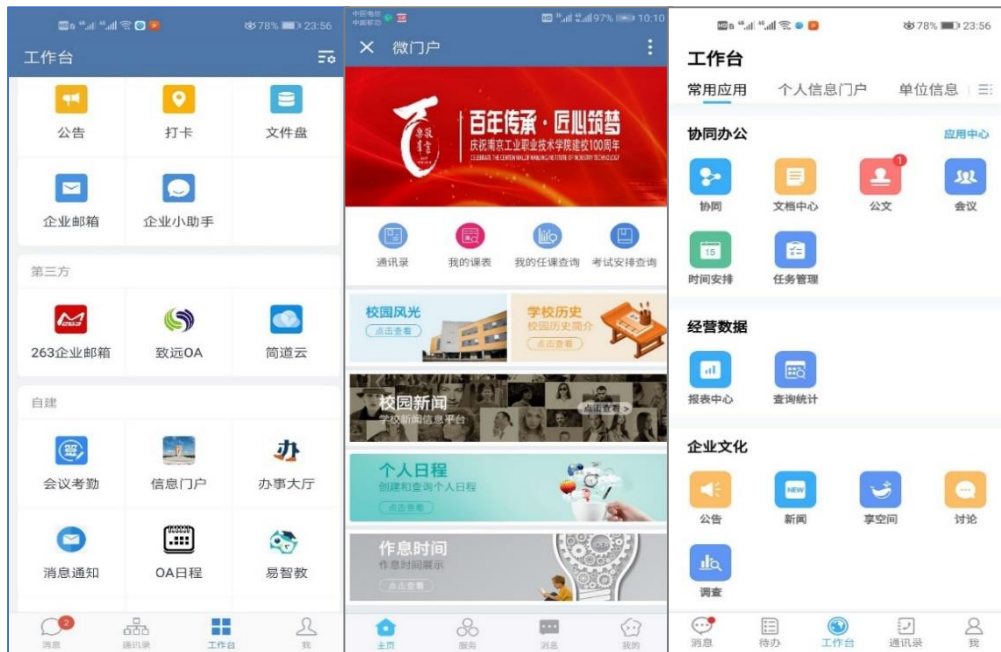 78% 23:56
工作台
公告
打卡
文件盘
企业邮箱
企业小助手
第三方
263企业邮箱
致远OA
简道云
自建
会议考勤
信息门户
办
办事大厅
消息通知
OA日程
易智教
2
消息
通讯录
工作台
我
中国电信
中国移动
97% 10:10
微门户
百年传承·匠心筑梦
庆祝南京工业职业技术学院建校100周年
通讯录
我的课表
我的任课查询
考试安排查询
校园风光
点击查看
学校历史
校园历史简介
点击查看
校园新闻
学校新闻信息平台
点击查看 >
个人日程
创建和查询个人日程
点击查看
作息时间
作息时间展示
点击查看
主页
服务
消息
我的
78% 23:56
工作台
常用应用
个人信息门户
单位信息
协同办公
应用中心
1
协同
文档中心
公文
会议
15
时间安排
任务管理
经营数据
报表中心
查询统计
企业文化
NEW
公告
新闻
享空间
讨论
调查
消息
待办
工作台
通讯录
我